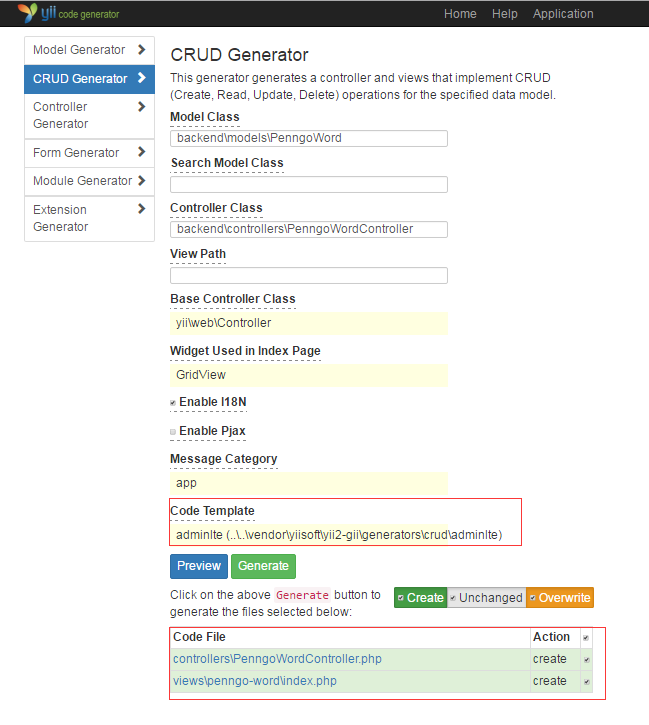 yii code generator
Home Help Application
Model Generator
CRUD Generator
Controller
Generator
Form Generator
Module Generator
Extension
Generator
CRUD Generator
This generator generates a controller and views that implement CRUD
(Create, Read, Update, Delete) operations for the specified data model.
Model Class
backend\models\PenngoWord
Search Model Class
Controller Class
backend\controllers\PenngoWordController
View Path
Base Controller Class
yii\web\Controller
Widget Used in Index Page
GridView
Enable I18N
Enable Pjax
Message Category
app
Code Template
adminlte (..\..\vendor\yiisoft\yii2-gii\generators\crud\adminlte)
Preview Generate
Click on the above Generate button to
generate the files selected below:
Create Unchanged Overwrite
Code File Action
controllers\PenngoWordController.php create
views\penngo-word\index.php create